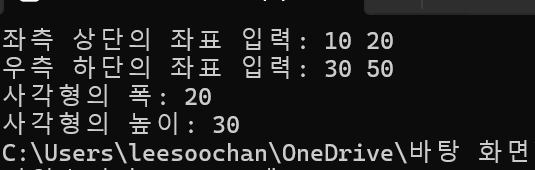 좌측 상단의 좌표 입력: 10 20
우측 하단의 좌표 입력: 30 50
사각형의 폭: 20
사각형의 높이: 30
C:\Users\leesoochan\OneDrive\바탕 화면